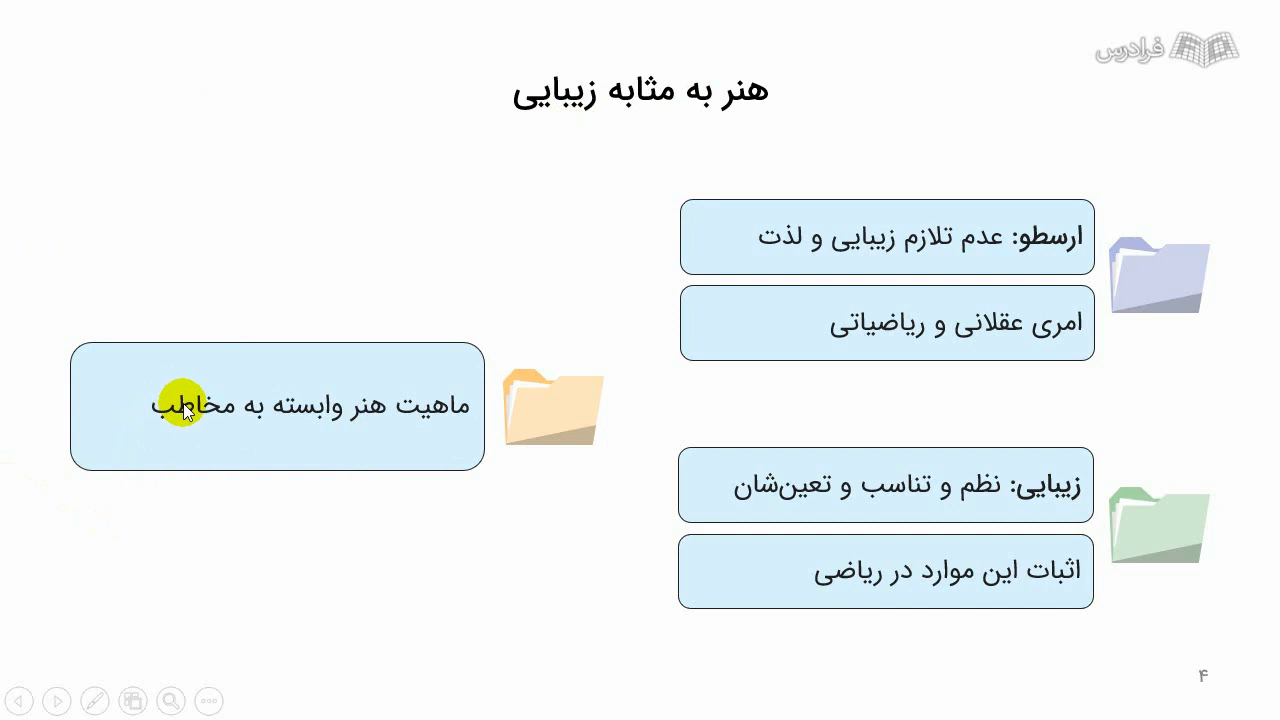 فرادرس
هنر به مثابه زیبایی
ارسطو: عدم تلازم زیبایی و لذت
امری عقلانی و ریاضیاتی
زیبایی: نظم و تناسب و تعین‌شان
اثبات این موارد در ریاضی
ماهیت هنر وابسته به مخاطب
۴